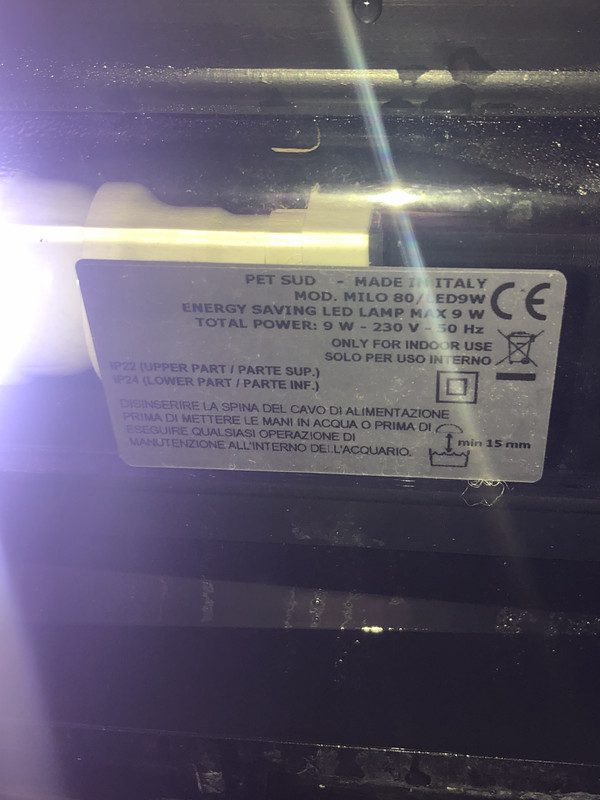 PET SUD - MADE IN ITALY
MOD. MILO 80/LED9W
ENERGY SAVING LED LAMP MAX 9 W
TOTAL POWER: 9 W - 230 V - 50 Hz
CE
ONLY FOR INDOOR USE
SOLO PER USO INTERNO
IP22 (UPPER PART / PARTE SUP.)
IP24 (LOWER PART / PARTE INF.)
DISINSERIRE LA SPINA DEL CAVO DI ALIMENTAZIONE
PRIMA DI METTERE LE MANI IN ACQUA O PRIMA DI
ESEGUIRE QUALSIASI OPERAZIONE DI
MANUTENZIONE ALL'INTERNO DELL'ACQUARIO.
min 15 mm